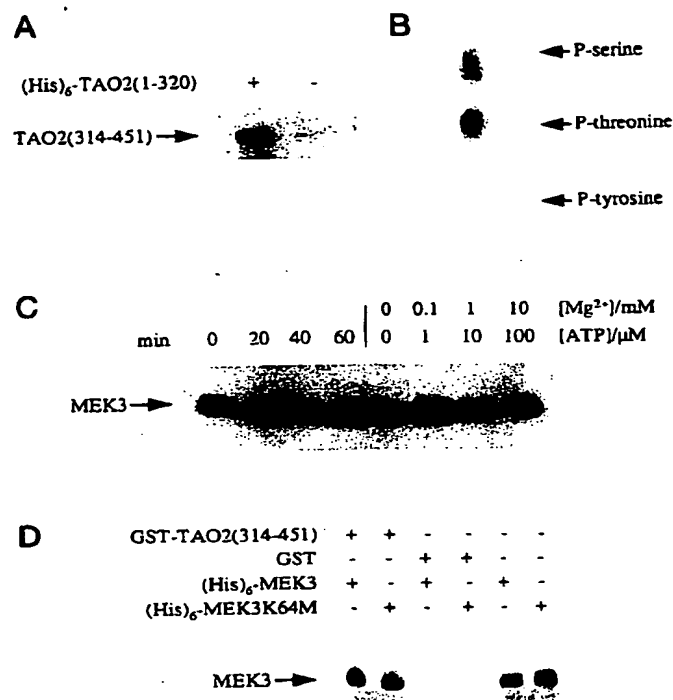 A
B
(His)6-TAO2(1-320) + -
TAO2(314-451)
P-serine
P-threonine
P-tyrosine
C
0 0.1 1 10 [Mg2+]/mM
min 0 20 40 60 0 1 10 100 [ATP]/μM
MEK3
D
GST-TAO2(314-451) + + - - - -
GST - - + + - -
(His)6-MEK3 + - + - + -
(His)6-MEK3K64M - + - + - +
MEK3